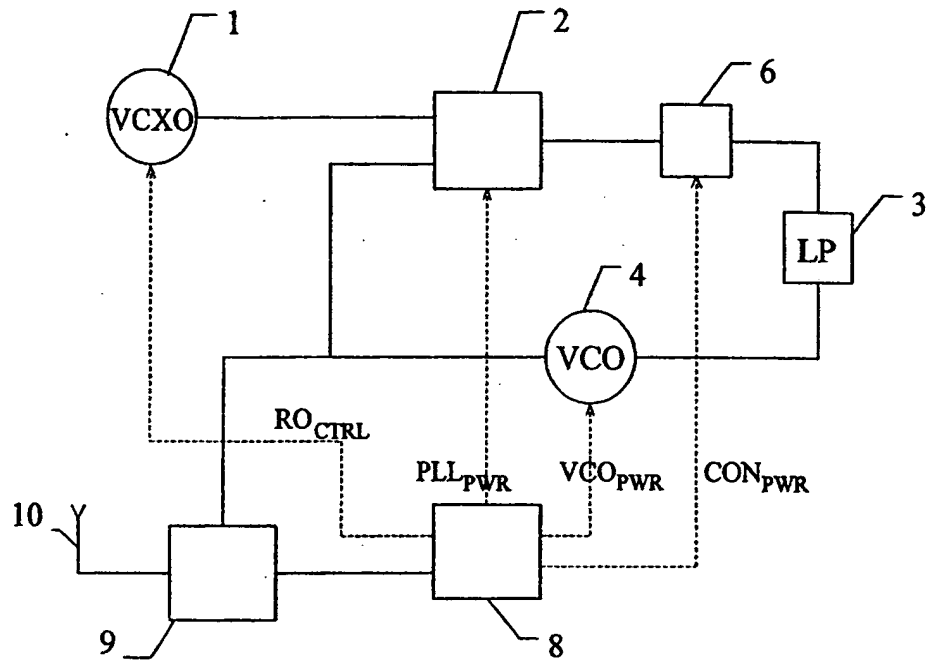 1
2
6
VCXO
3
LP
4
VCO
RO_CTRL
PLL_PWR
VCO_PWR
CON_PWR
10
9
8